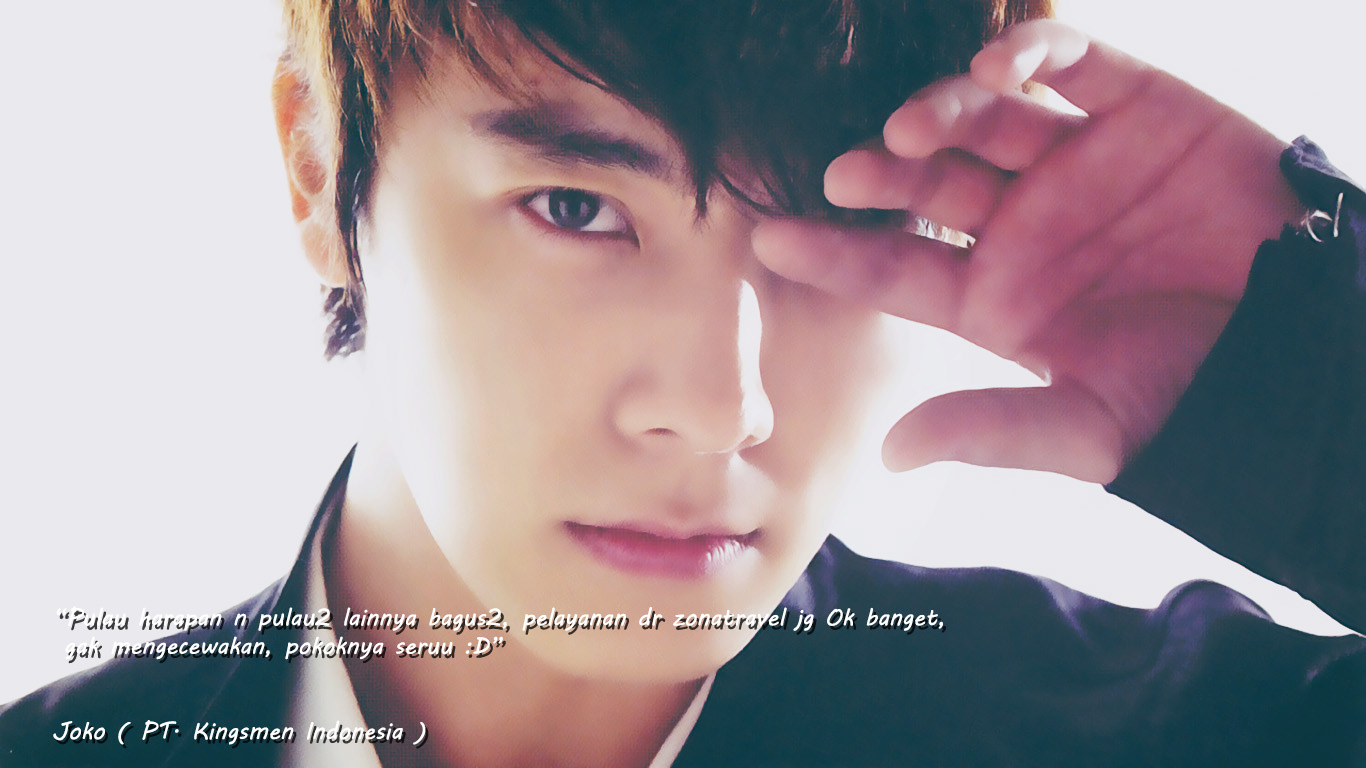 "Pulau harapan n pulau2 lainnya bagus2, pelayanan dr zonatravel jg Ok banget,
gak mengecewakan, pokoknya seruu :D"
Joko ( PT. Kingsmen Indonesia )